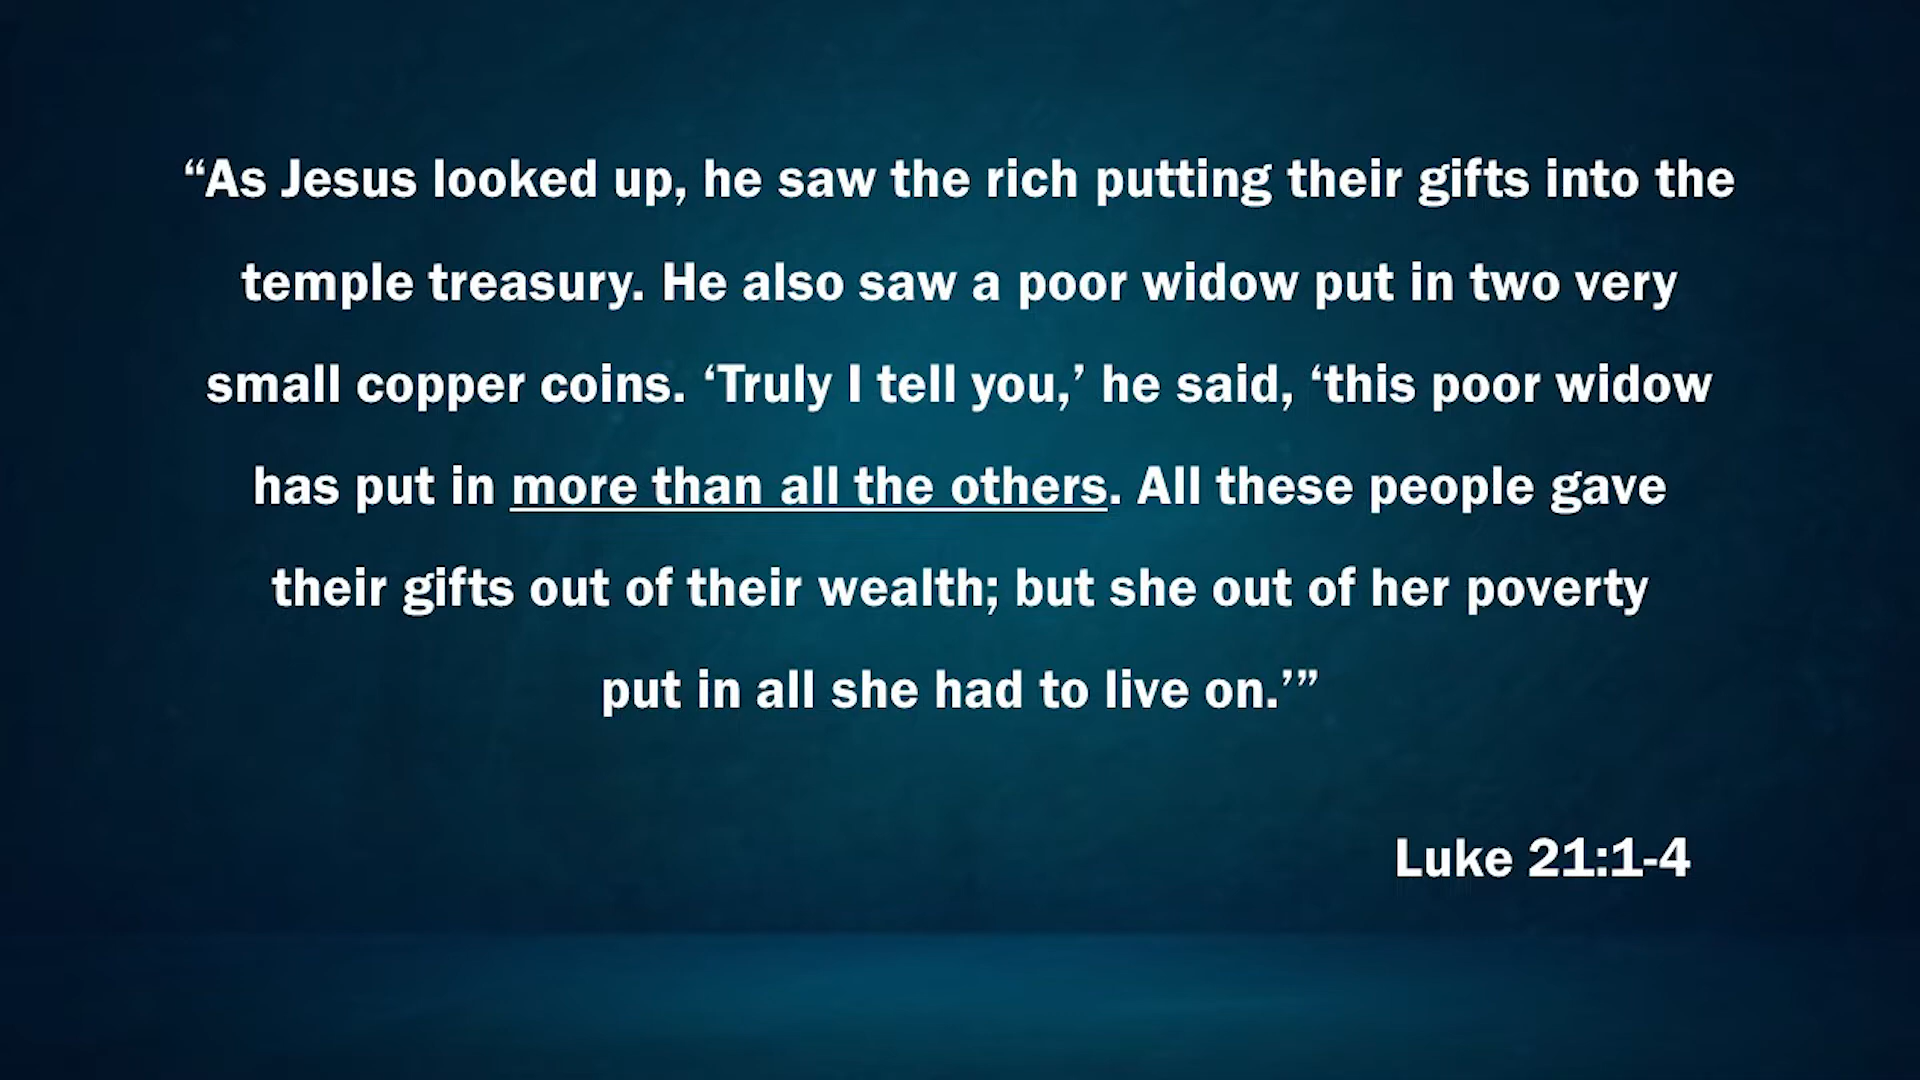 “As Jesus looked up, he saw the rich putting their gifts into the
temple treasury. He also saw a poor widow put in two very
small copper coins. ‘Truly I tell you,’ he said, ‘this poor widow
has put in more than all the others. All these people gave
their gifts out of their wealth; but she out of her poverty
put in all she had to live on.’”
Luke 21:1-4